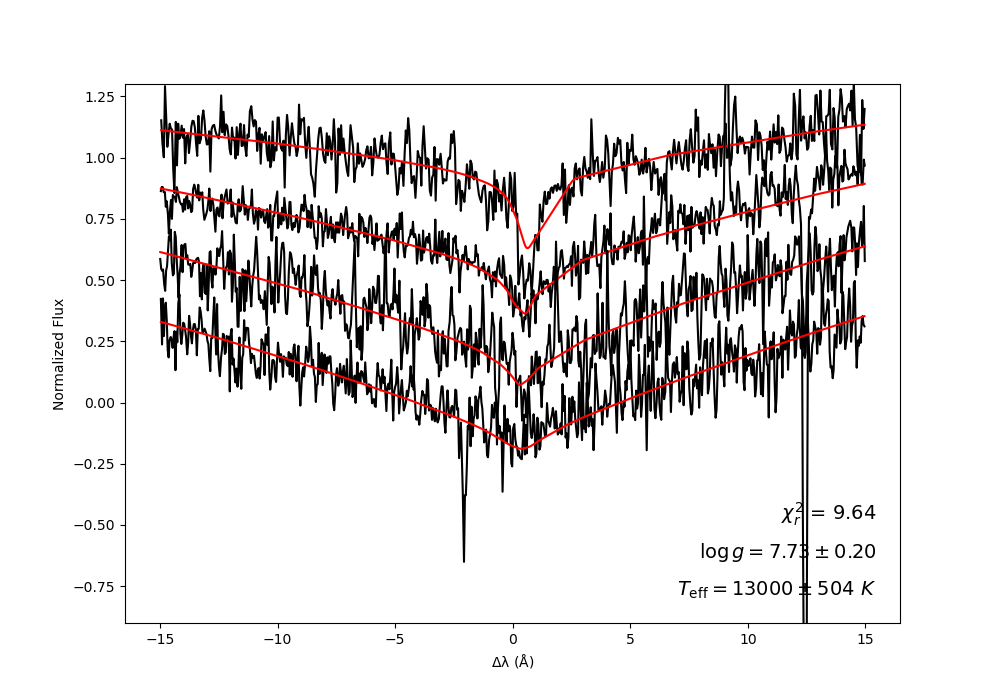 Normalized Flux
1.25
1.00
0.75
0.50
0.25
0.00
−0.25
−0.50
−0.75
χ²ᵣ = 9.64
log g = 7.73 ± 0.20
T_eff = 13000 ± 504 K
−15 −10 −5 0 5 10 15
Δλ (Å)